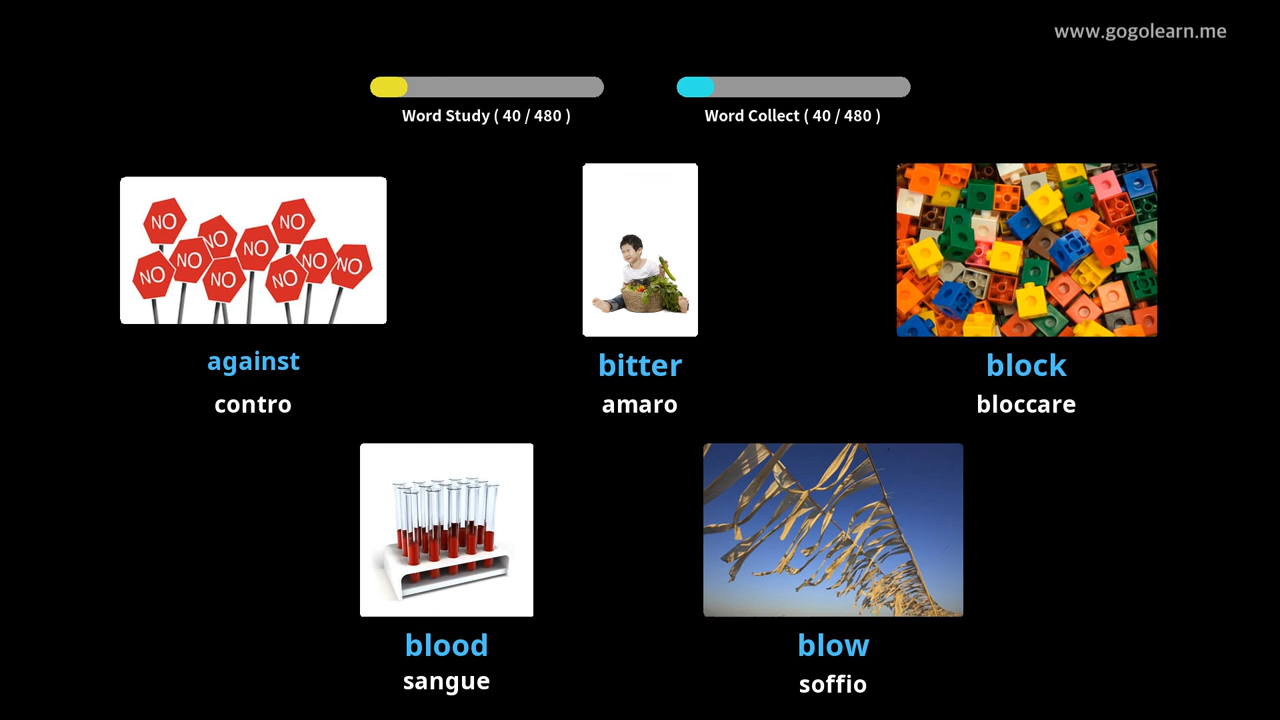 www.gogolearn.me
Word Study ( 40 / 480 )
Word Collect ( 40 / 480 )
NO
NO
NO
NO
NO
NO
NO
NO
NO
NO
against
contro
bitter
amaro
block
bloccare
blood
sangue
blow
soffio